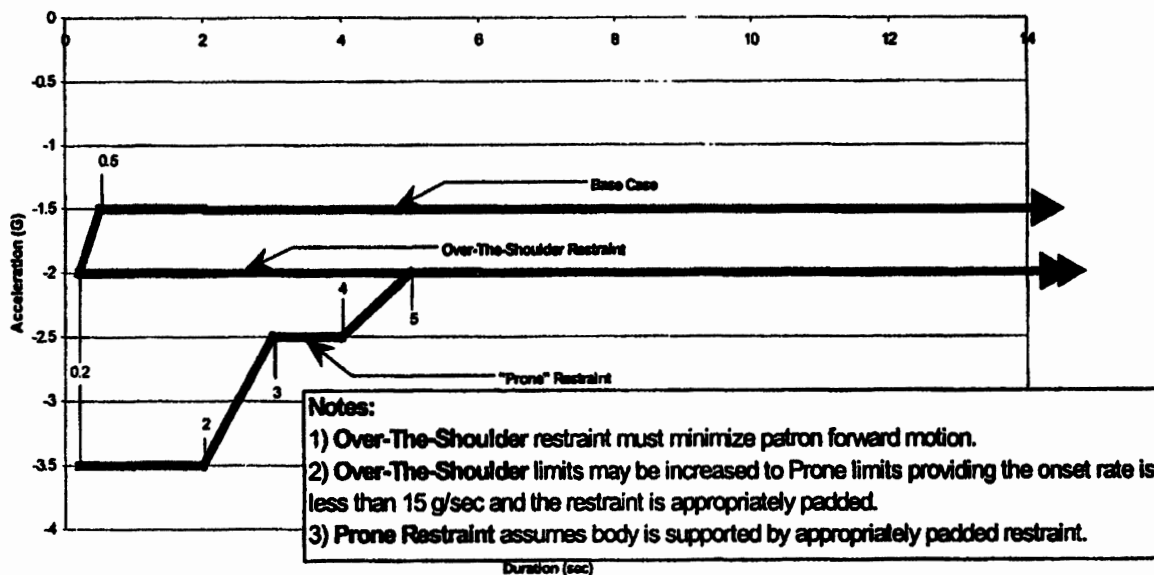 0
0 2 4 6 8 10 12 14
-0.5
-1
0.5
Base Case
-1.5
Over-The-Shoulder Restraint
-2
4
5
-2.5
"Prone" Restraint
0.2
3
-3
2
-3.5
-4
Acceleration (G)
Notes:
1) Over-The-Shoulder restraint must minimize patron forward motion.
2) Over-The-Shoulder limits may be increased to Prone limits providing the onset rate is
less than 15 g/sec and the restraint is appropriately padded.
3) Prone Restraint assumes body is supported by appropriately padded restraint.
Duration (sec)